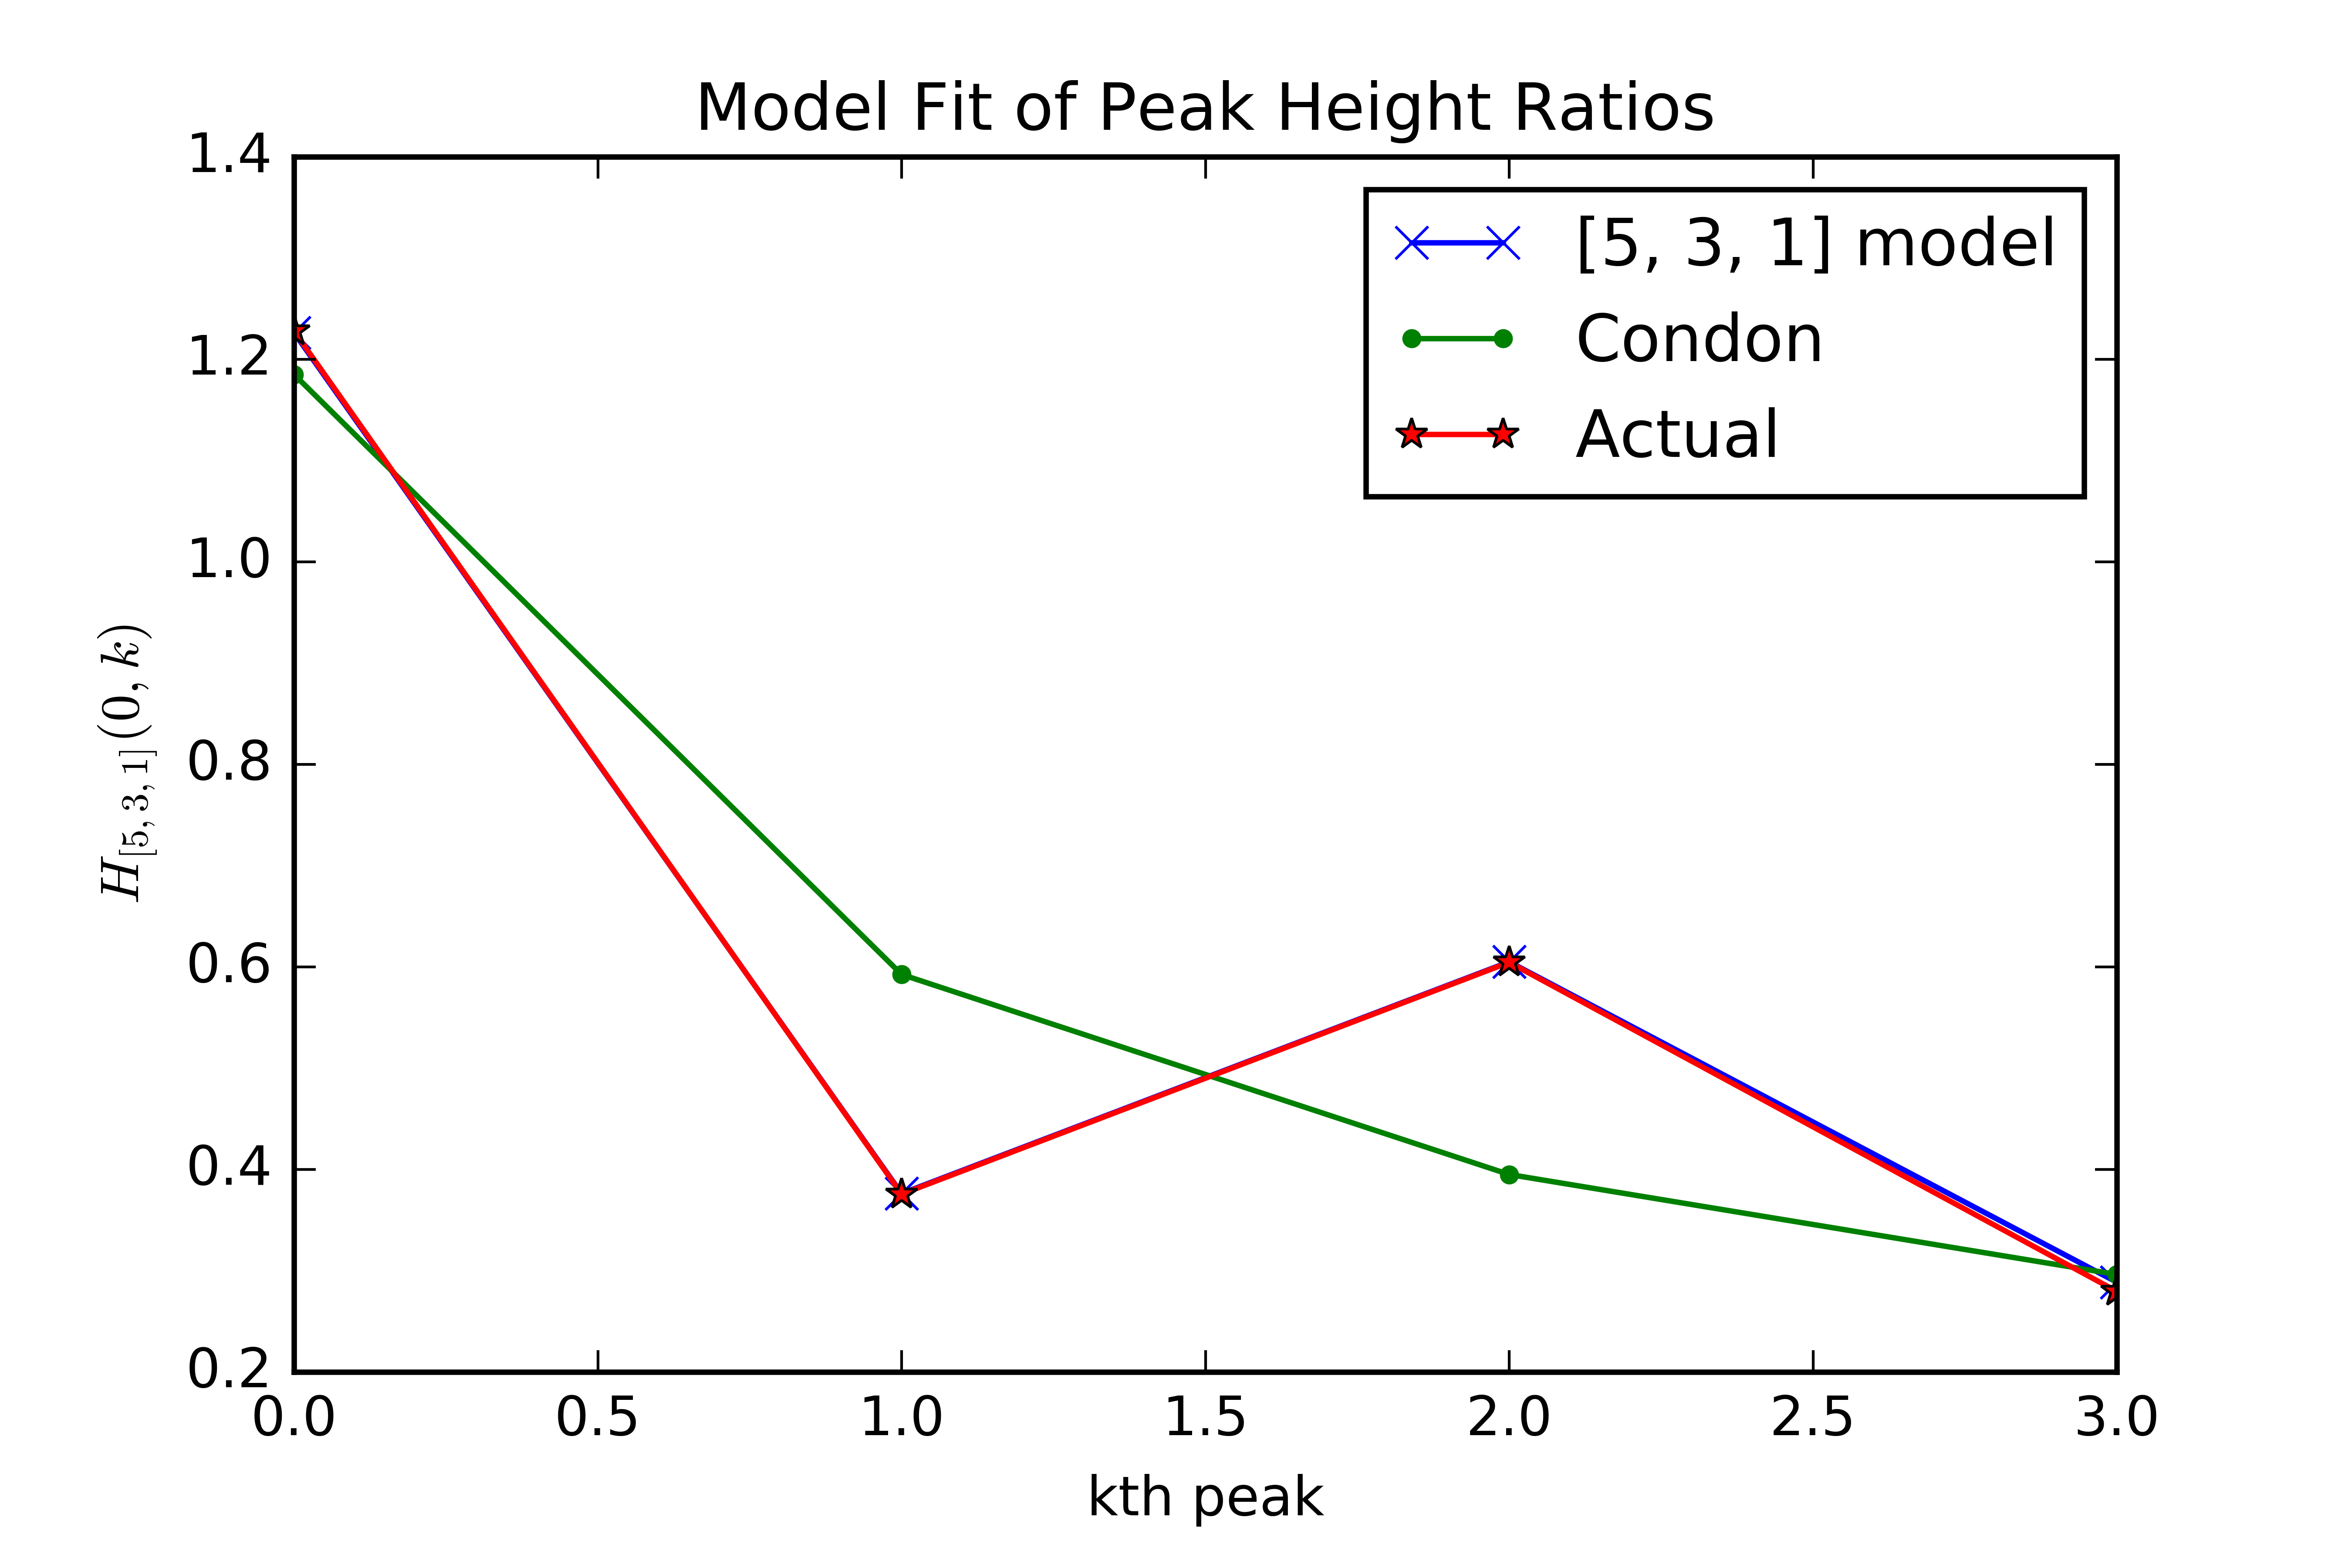 Model Fit of Peak Height Ratios
1.4
1.2
1.0
0.8
0.6
0.4
0.2
H[5,3,1](0,k)
[5, 3, 1] model
Condon
Actual
0.0 0.5 1.0 1.5 2.0 2.5 3.0
kth peak